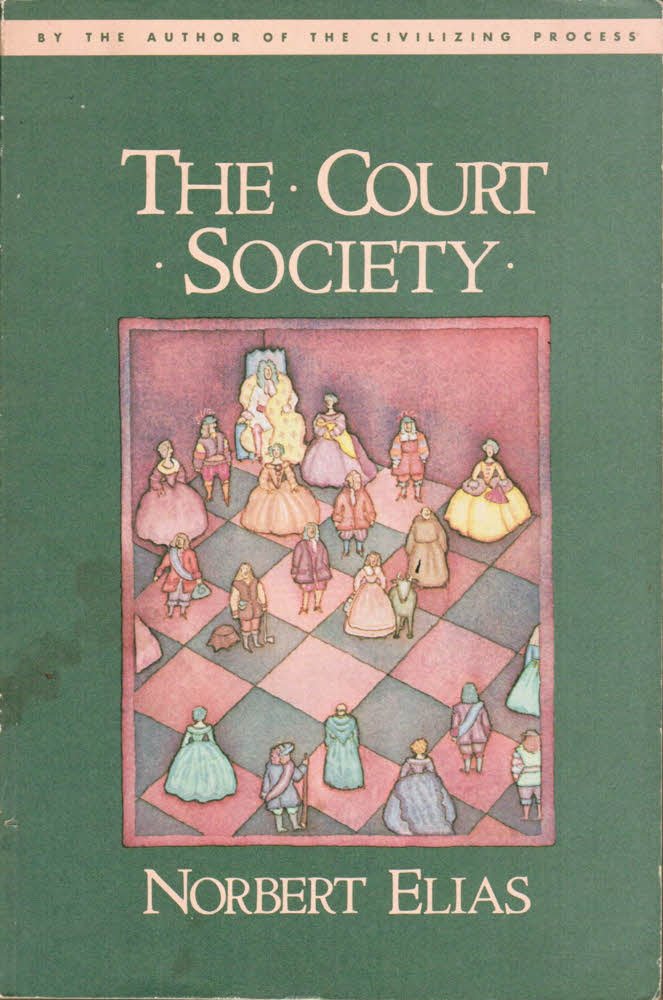 BY THE AUTHOR OF THE CIVILIZING PROCESS
THE · COURT
· SOCIETY ·
NORBERT ELIAS